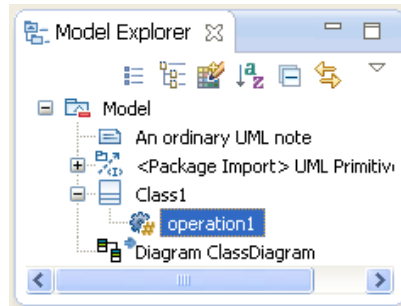 Model Explorer
Model
An ordinary UML note
<Package Import> UML Primitiv
Class1
operation1
Diagram ClassDiagram